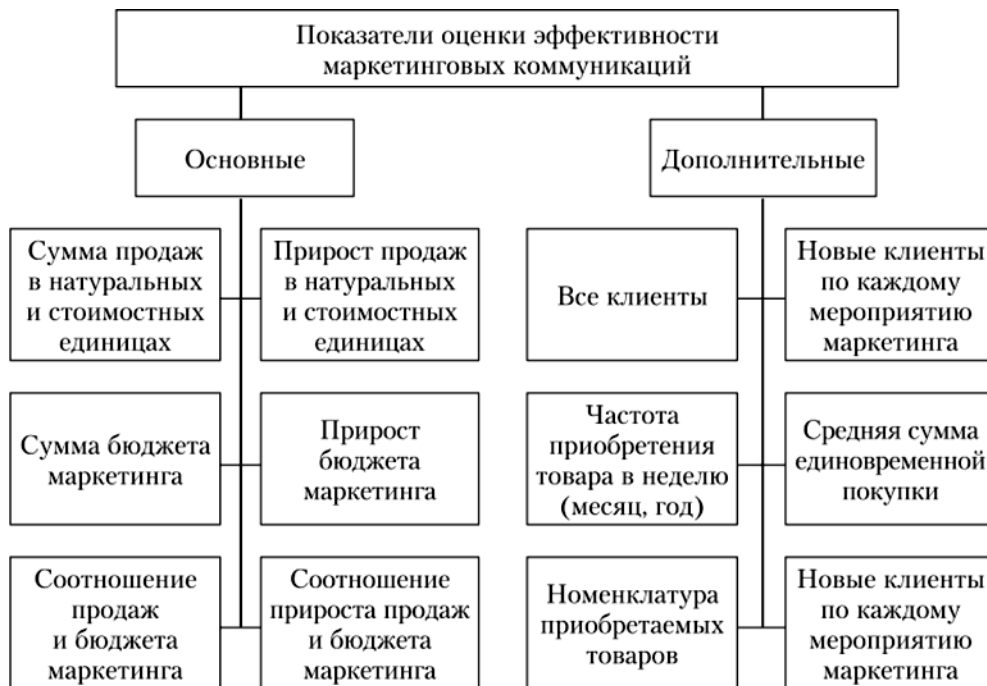 Показатели оценки эффективности
маркетинговых коммуникаций
Основные
Дополнительные
Сумма продаж
в натуральных
и стоимостных
единицах
Прирост продаж
в натуральных
и стоимостных
единицах
Все клиенты
Новые клиенты
по каждому
мероприятию
маркетинга
Сумма бюджета
маркетинга
Прирост
бюджета
маркетинга
Частота
приобретения
товара в неделю
(месяц, год)
Средняя сумма
единовременной
покупки
Соотношение
продаж
и бюджета
маркетинга
Соотношение
прироста продаж
и бюджета
маркетинга
Номенклатура
приобретаемых
товаров
Новые клиенты
по каждому
мероприятию
маркетинга